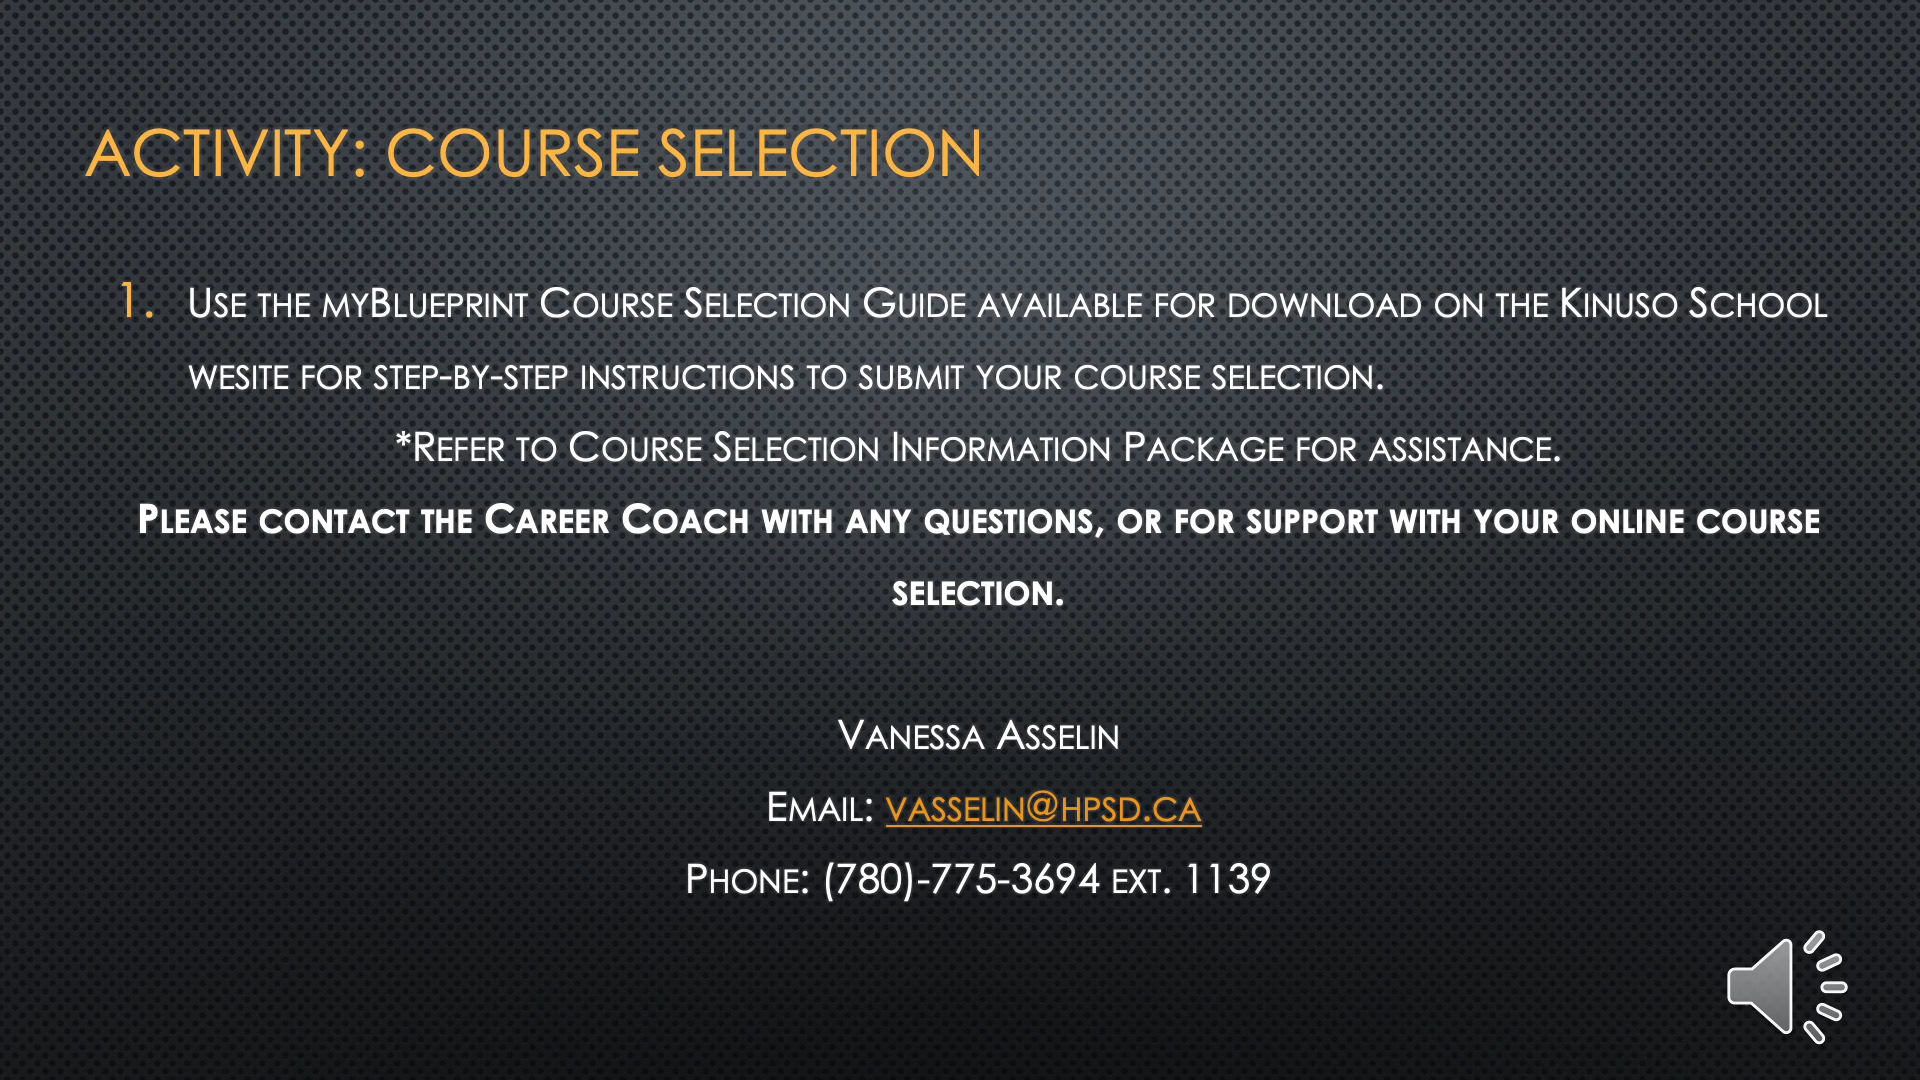 ACTIVITY: COURSE SELECTION
1. Use the myBlueprint Course Selection Guide available for download on the Kinuso School
wesite for step-by-step instructions to submit your course selection.
*Refer to Course Selection Information Package for assistance.
Please contact the Career Coach with any questions, or for support with your online course
selection.
Vanessa Asselin
Email: vasselin@hpsd.ca
Phone: (780)-775-3694 ext. 1139